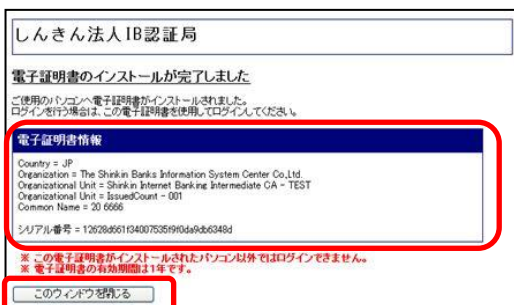 しんきん法人IB認証局
電子証明書のインストールが完了しました
ご使用のパソコンへ電子証明書がインストールされました。
ログインを行う場合は、この電子証明書を使用してログインしてください。
電子証明書情報
Country = JP
Organization = The Shinkin Banks Information System Center Co.,Ltd.
Organizational Unit = Shinkin Internet Banking Intermediate CA - TEST
Organizational Unit = IssuedCount - 001
Common Name = 20 6666
シリアル番号 = 12628d661f34007535f9f0da9db6348d
※ この電子証明書がインストールされたパソコン以外ではログインできません。
※ 電子証明書の有効期間は1年です。
このウィンドウを閉じる